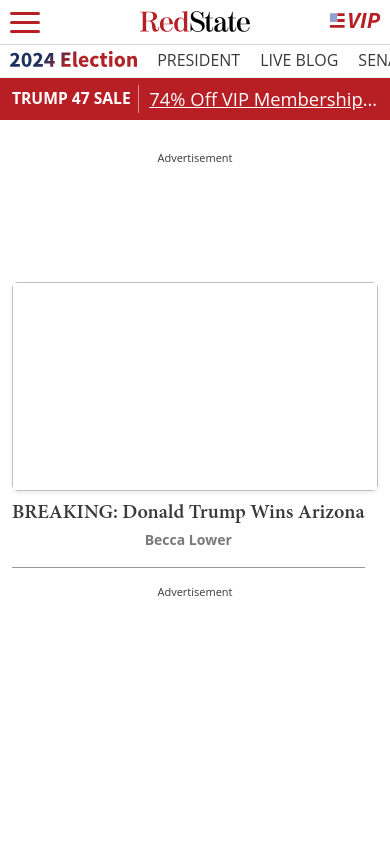 RedState
VIP
2024 Election PRESIDENT LIVE BLOG SENA
TRUMP 47 SALE 74% Off VIP Membership...
Advertisement
BREAKING: Donald Trump Wins Arizona
Becca Lower
Advertisement